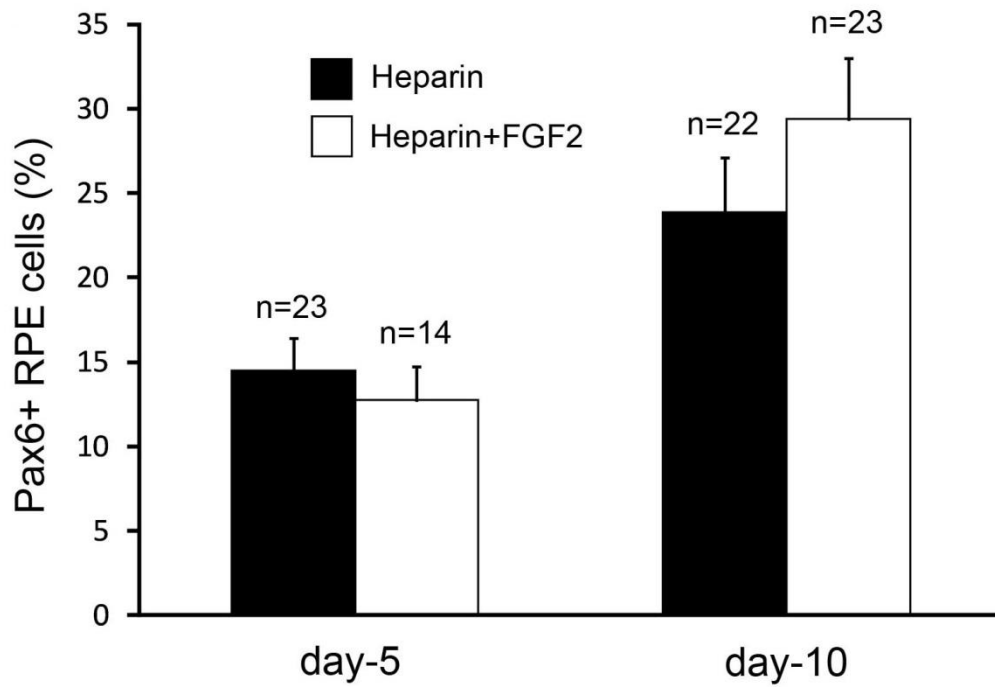 Pax6+ RPE cells (%)
35
30
25
20
15
10
5
0
Heparin
Heparin+FGF2
n=23
n=14
n=22
n=23
day-5
day-10